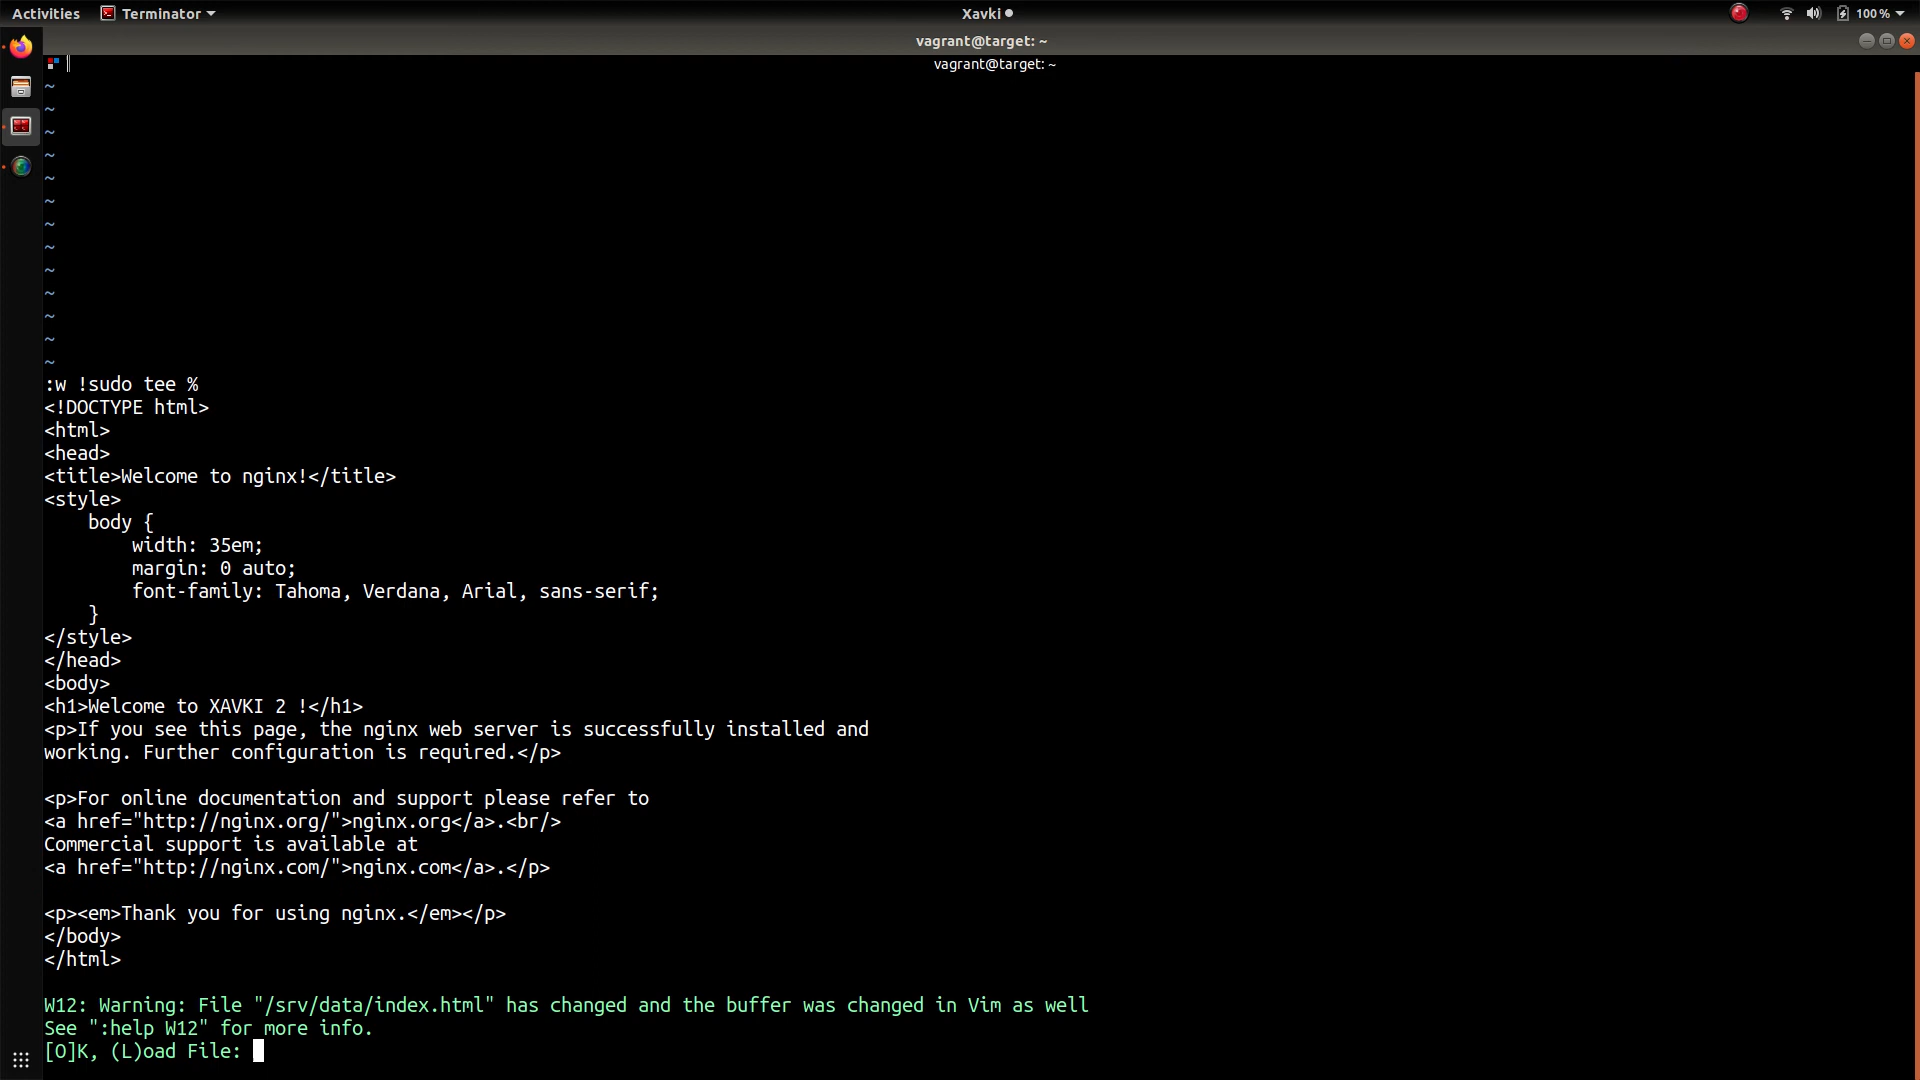 Activities Terminator Xavki 100%
vagrant@target: ~
vagrant@target: ~
~
~
~
~
~
~
~
~
~
~
~
~
~
:w !sudo tee %
<!DOCTYPE html>
<html>
<head>
<title>Welcome to nginx!</title>
<style>
    body {
        width: 35em;
        margin: 0 auto;
        font-family: Tahoma, Verdana, Arial, sans-serif;
    }
</style>
</head>
<body>
<h1>Welcome to XAVKI 2 !</h1>
<p>If you see this page, the nginx web server is successfully installed and
working. Further configuration is required.</p>

<p>For online documentation and support please refer to
<a href="http://nginx.org/">nginx.org</a>.<br/>
Commercial support is available at
<a href="http://nginx.com/">nginx.com</a>.</p>

<p><em>Thank you for using nginx.</em></p>
</body>
</html>

W12: Warning: File "/srv/data/index.html" has changed and the buffer was changed in Vim as well
See ":help W12" for more info.
[O]K, (L)oad File: